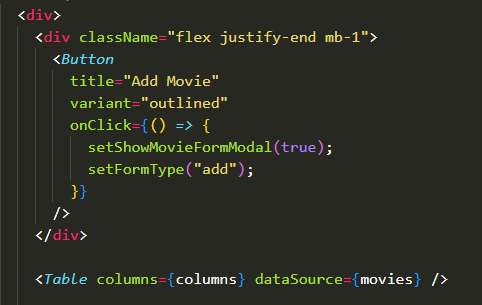 <div>
<div className="flex justify-end mb-1">
<Button
title="Add Movie"
variant="outlined"
onClick={() => {
setShowMovieFormModal(true);
setFormType("add");
}}
/>
</div>
<Table columns={columns} dataSource={movies} />